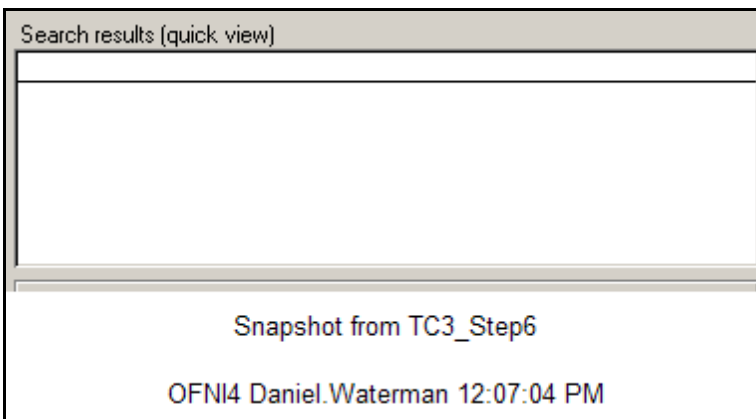 Search results (quick view)
Snapshot from TC3_Step6
OFNI4 Daniel.Waterman 12:07:04 PM